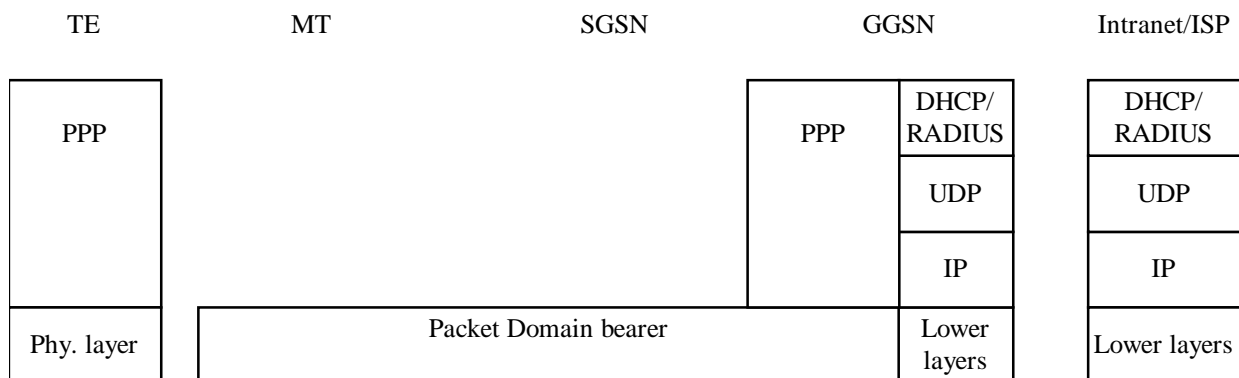 TE MT SGSN GGSN Intranet/ISP
PPP
PPP
DHCP/
RADIUS
DHCP/
RADIUS
UDP
UDP
IP
IP
Phy. layer
Packet Domain bearer
Lower
layers
Lower layers